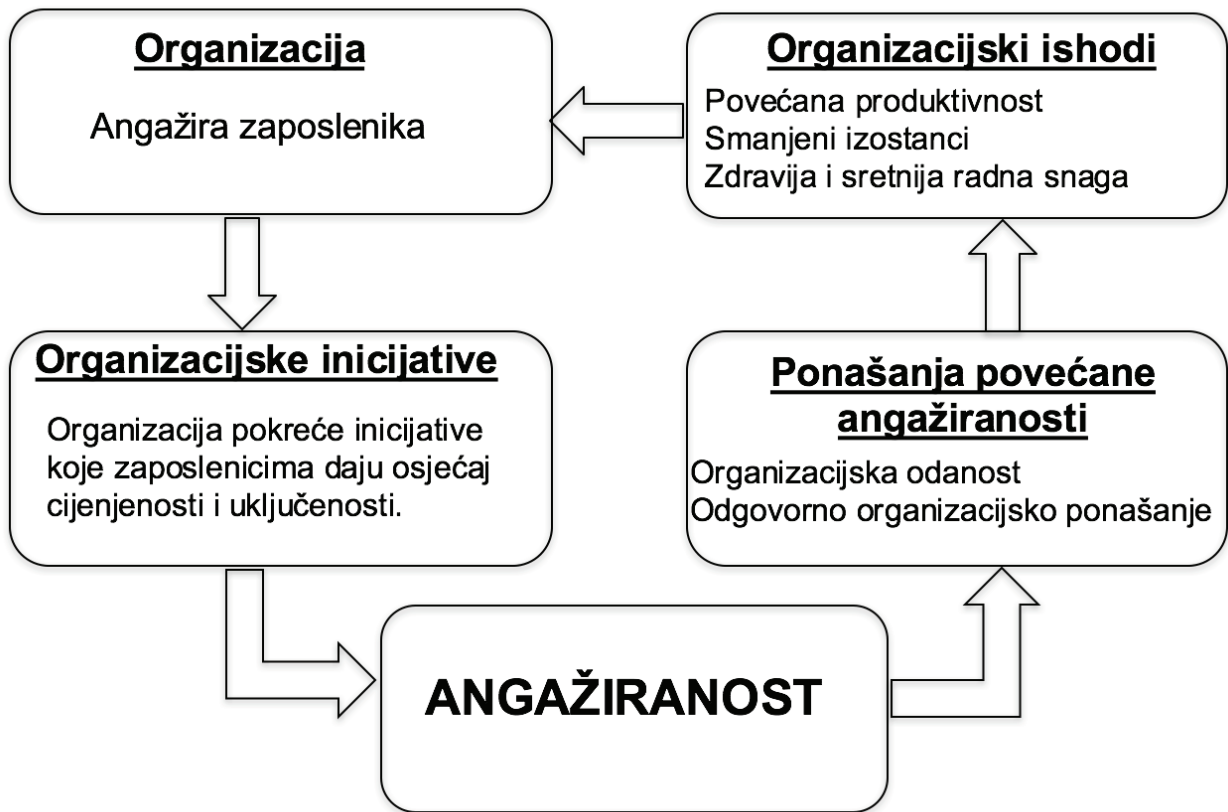 Organizacija
Angažira zaposlenika
Organizacijski ishodi
Povećana produktivnost
Smanjeni izostanci
Zdravija i sretnija radna snaga
Organizacijske inicijative
Organizacija pokreće inicijative
koje zaposlenicima daju osjećaj
cijenjenosti i uključenosti.
Ponašanja povećane
angažiranosti
Organizacijska odanost
Odgovorno organizacijsko ponašanje
ANGAŽIRANOST